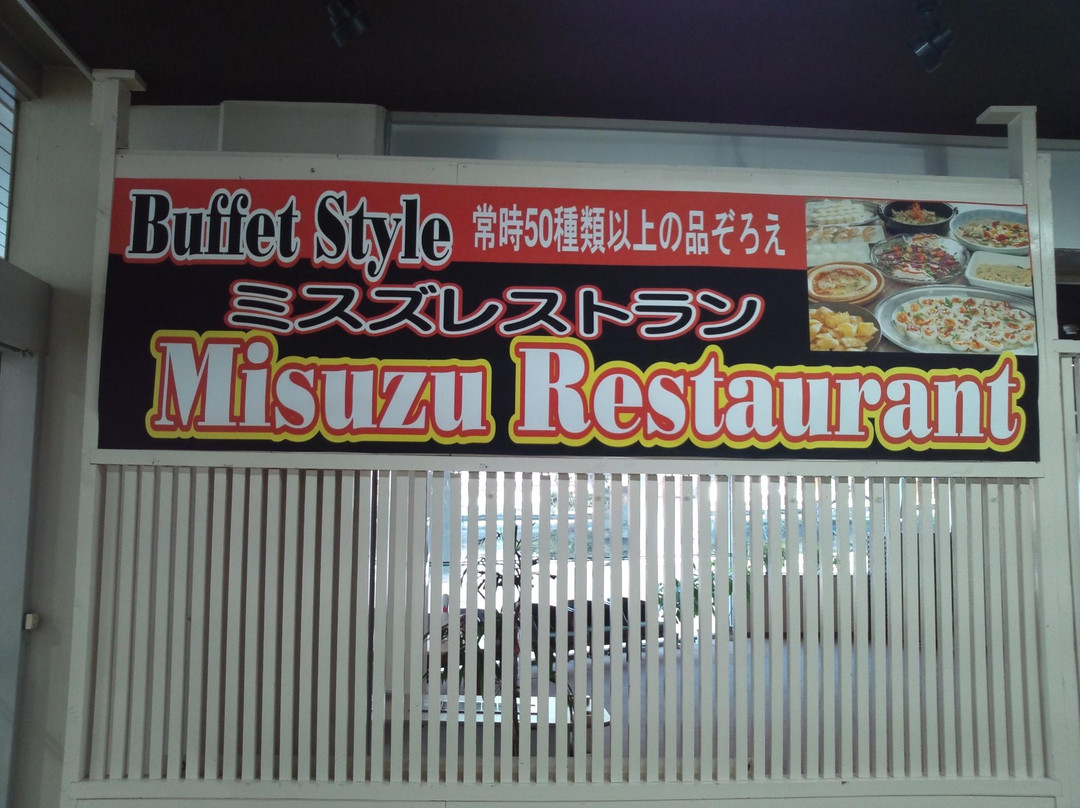 Buffet Style 常時50種類以上の品ぞろえ
ミスズレストラン
Misuzu Restaurant